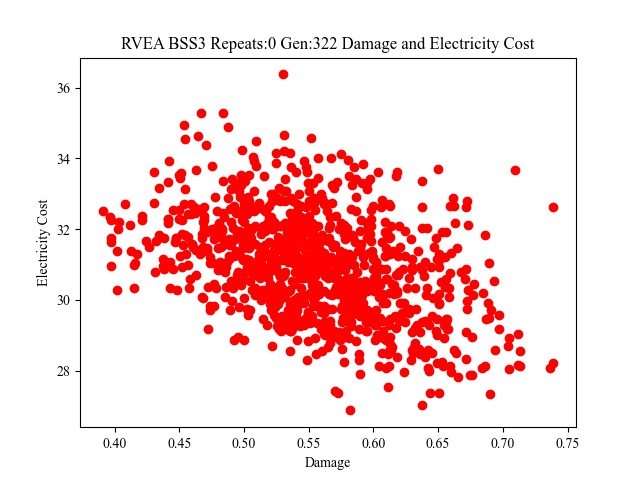 RVEA BSS3 Repeats:0 Gen:322 Damage and Electricity Cost
36
34
32
30
28
Electricity Cost
0.40 0.45 0.50 0.55 0.60 0.65 0.70 0.75
Damage